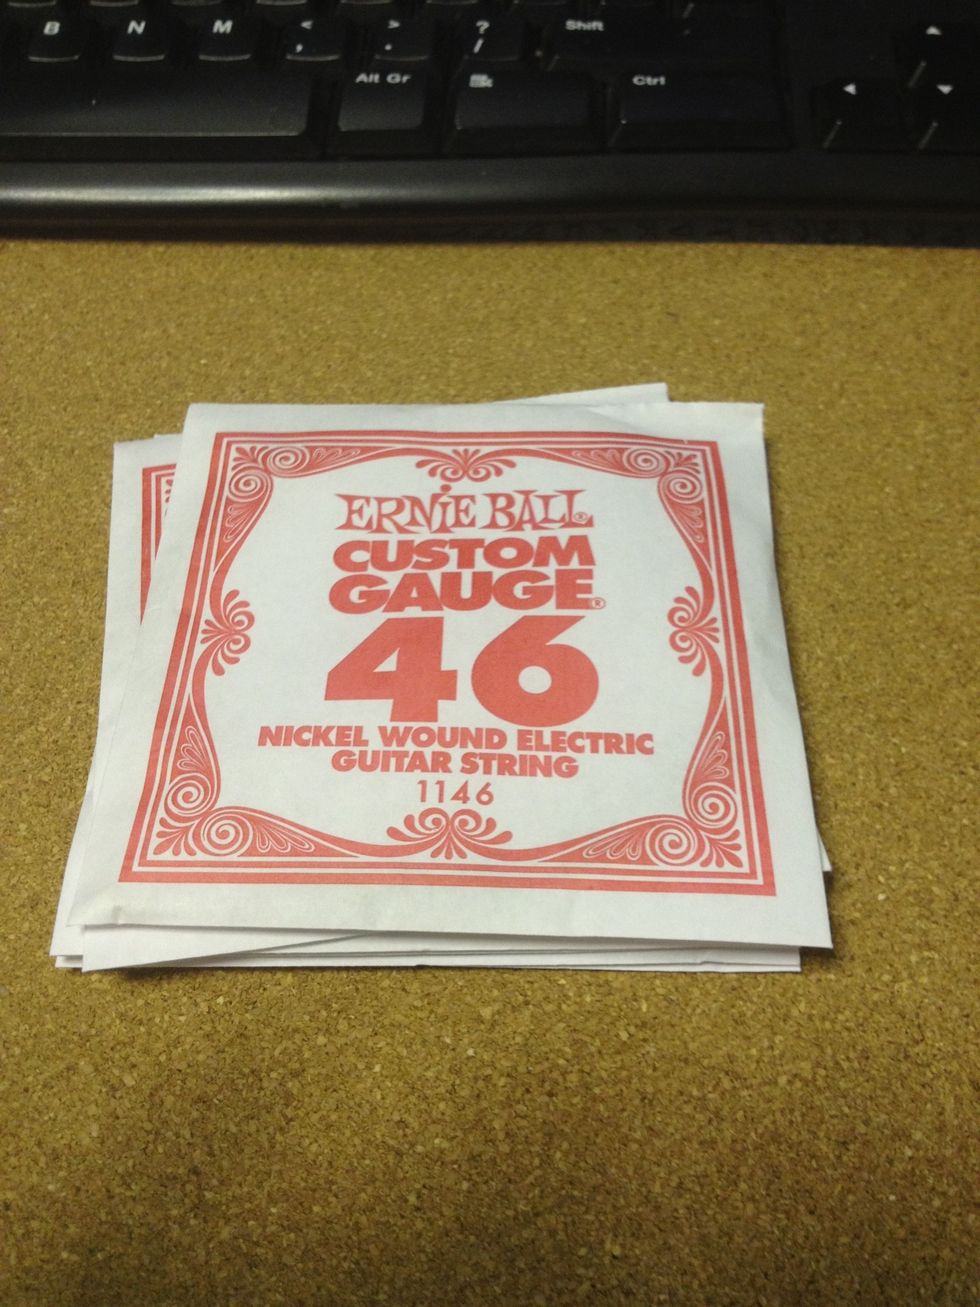 B N M < , > . ? / Shift
Alt Gr Ctrl
ERNIE BALL®
CUSTOM
GAUGE®
46
NICKEL WOUND ELECTRIC
GUITAR STRING
1146